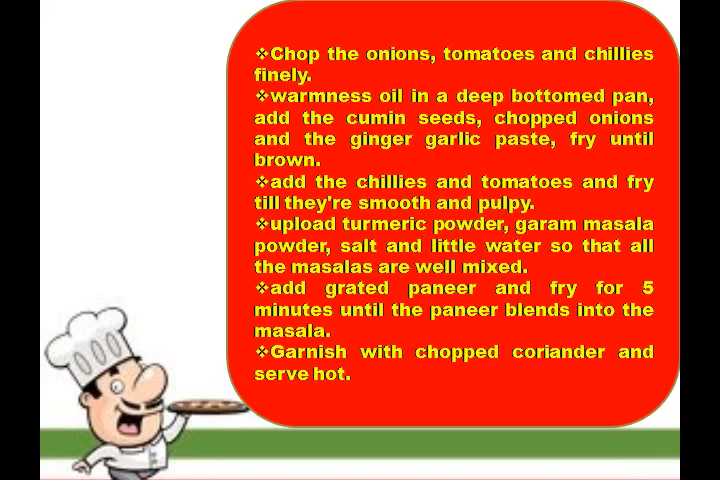 ❖Chop the onions, tomatoes and chillies
finely.
❖warmness oil in a deep bottomed pan,
add the cumin seeds, chopped onions
and the ginger garlic paste, fry until
brown.
❖add the chillies and tomatoes and fry
till they're smooth and pulpy.
❖upload turmeric powder, garam masala
powder, salt and little water so that all
the masalas are well mixed.
❖add grated paneer and fry for 5
minutes until the paneer blends into the
masala.
❖Garnish with chopped coriander and
serve hot.